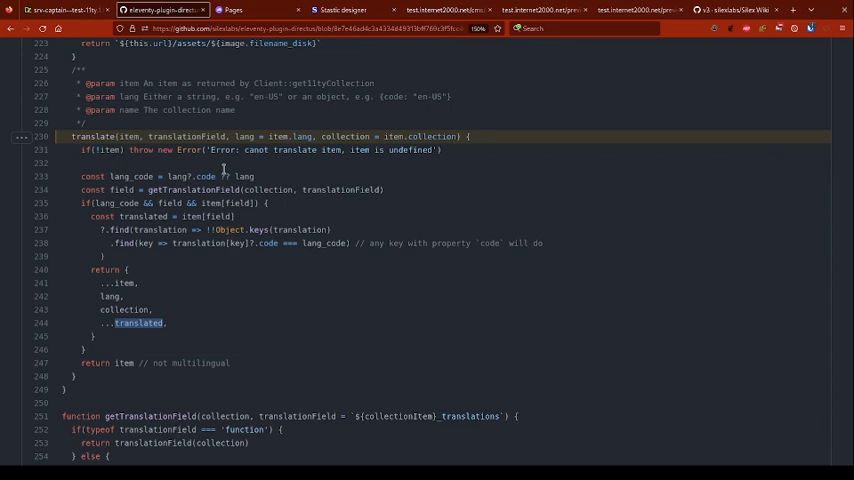 srv-captain--test-11ty.1
eleventy-plugin-directus
Pages
Stastic designer
test.internet2000.net/cmu
test.internet2000.net/prev
test.internet2000.net/prev
v3 · silexlabs/Silex Wiki
https://github.com/silexlabs/eleventy-plugin-directus/blob/
150%
Search
223 return `${this.url}/assets/${image.filename_disk}`
224 }
225 /**
226 * @param item An item as returned by Client::get11tyCollection
227 * @param lang Either a string, e.g. "en-US" or an object, e.g. {code: "en-US"}
228 * @param name The collection name
229 */
230 translate(item, translationField, lang = item.lang, collection = item.collection) {
231 if(!item) throw new Error('Error: canot translate item, item is undefined')
232
233 const lang_code = lang?.code ?? lang
234 const field = getTranslationField(collection, translationField)
235 if(lang_code && field && item[field]) {
236 const translated = item[field]
237 ?.find(translation => !!Object.keys(translation)
238 .find(key => translation[key]?.code === lang_code) // any key with property `code` will do
239 )
240 return {
241 ...item,
242 lang,
243 collection,
244 ...translated,
245 }
246 }
247 return item // not multilingual
248 }
249 }
250
251 function getTranslationField(collection, translationField = `${collectionItem}_translations`) {
252 if(typeof translationField === 'function') {
253 return translationField(collection)
254 } else {